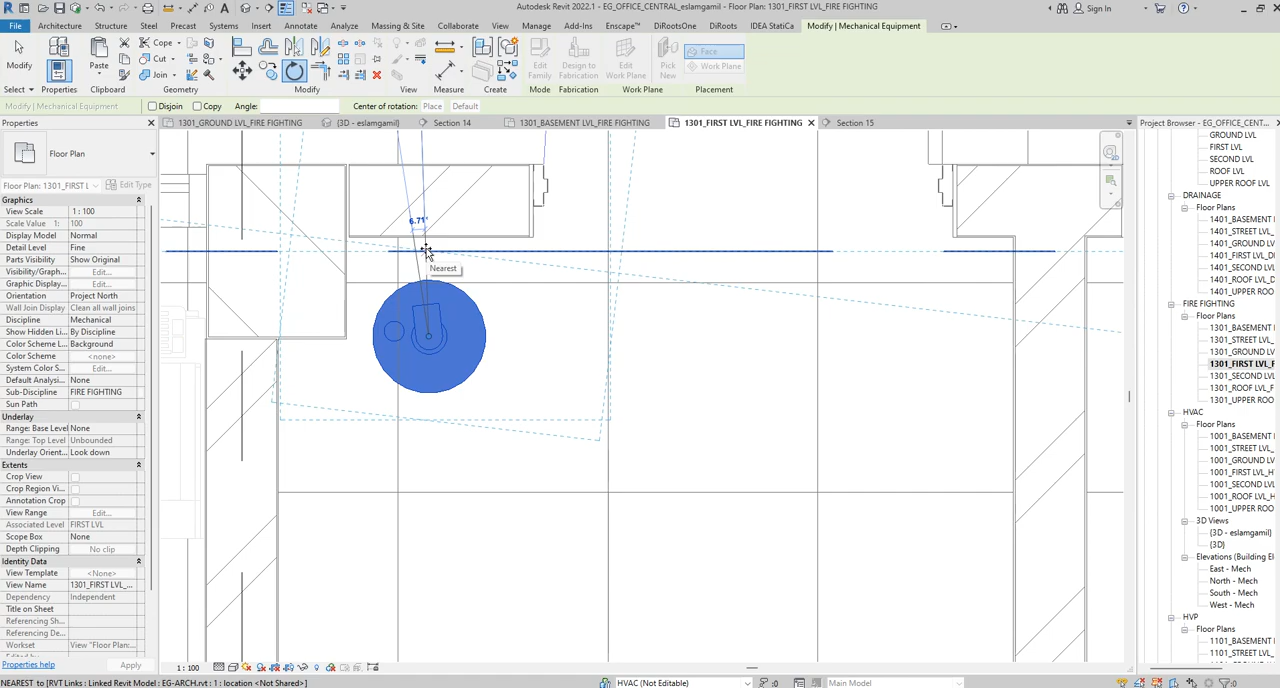 Autodesk Revit 2022.1 - EG_OFFICE_CENTRAL_eslamgamil - Floor Plan: 1301_FIRST LVL_FIRE FIGHTING
Sign In
File Architecture Structure Steel Precast Systems Insert Annotate Analyze Massing & Site Collaborate View Manage Add-Ins Enscape™ DiRootsOne DiRoots IDEA StatiCa Modify | Mechanical Equipment
Modify Paste Cope Cut Join Edit Family Design to Fabrication Edit Work Plane Pick New Face Work Plane
Select Properties Clipboard Modify View Measure Create Mode Fabrication Work Plane Placement
Modify | Mechanical Equipment Disjoin Copy Angle: Center of rotation: Place Default
Properties
1301_GROUND LVL_FIRE FIGHTING {3D - eslamgamil} Section 14 1301_BASEMENT LVL_FIRE FIGHTING 1301_FIRST LVL_FIRE FIGHTING Section 15
Project Browser - EG_OFFICE_CENT...
Floor Plan
Floor Plan: 1301_FIRST L Edit Type
Graphics
View Scale 1 : 100
Scale Value 1: 100
Display Model Normal
Detail Level Fine
Parts Visibility Show Original
Visibility/Graph... Edit...
Graphic Display... Edit...
Orientation Project North
Wall Join Display Clean all wall joins
Discipline Mechanical
Show Hidden Li... By Discipline
Color Scheme L... Background
Color Scheme <none>
System Color S... Edit...
Default Analysi... None
Sub-Discipline FIRE FIGHTING
Sun Path
Underlay
Range: Base Level None
Range: Top Level Unbounded
Underlay Orient... Look down
Extents
Crop View
Crop Region Vi...
Annotation Crop
View Range Edit...
Associated Level FIRST LVL
Scope Box None
Depth Clipping No clip
Identity Data
View Template <None>
View Name 1301_FIRST LVL_...
Dependency Independent
Title on Sheet
Referencing Sh...
Referencing De...
Workset View "Floor Plan:...
Properties help Apply
6.71°
Nearest
GROUND LVL
FIRST LVL
SECOND LVL
ROOF LVL
UPPER ROOF LVL
DRAINAGE
Floor Plans
1401_BASEMENT
1401_STREET LVL_
1401_GROUND LV
1401_FIRST LVL_D
1401_SECOND LVL
1401_ROOF LVL_D
1401_UPPER ROO
FIRE FIGHTING
Floor Plans
1301_BASEMENT
1301_STREET LVL_
1301_GROUND LV
1301_FIRST LVL_F
1301_SECOND LVL
1301_ROOF LVL_F
1301_UPPER ROO
HVAC
Floor Plans
1001_BASEMENT
1001_STREET LVL_
1001_GROUND LV
1001_FIRST LVL_H
1001_SECOND LVL
1001_ROOF LVL_H
1001_UPPER ROO
3D Views
{3D - eslamgamil}
{3D}
Elevations (Building El
East - Mech
North - Mech
South - Mech
West - Mech
HVP
Floor Plans
1101_BASEMENT
1101_STREET LVL_
1 : 100
NEAREST to [RVT Links : Linked Revit Model : EG-ARCH.rvt : 1 : location <Not Shared>]
HVAC (Not Editable) :0 Main Model :0